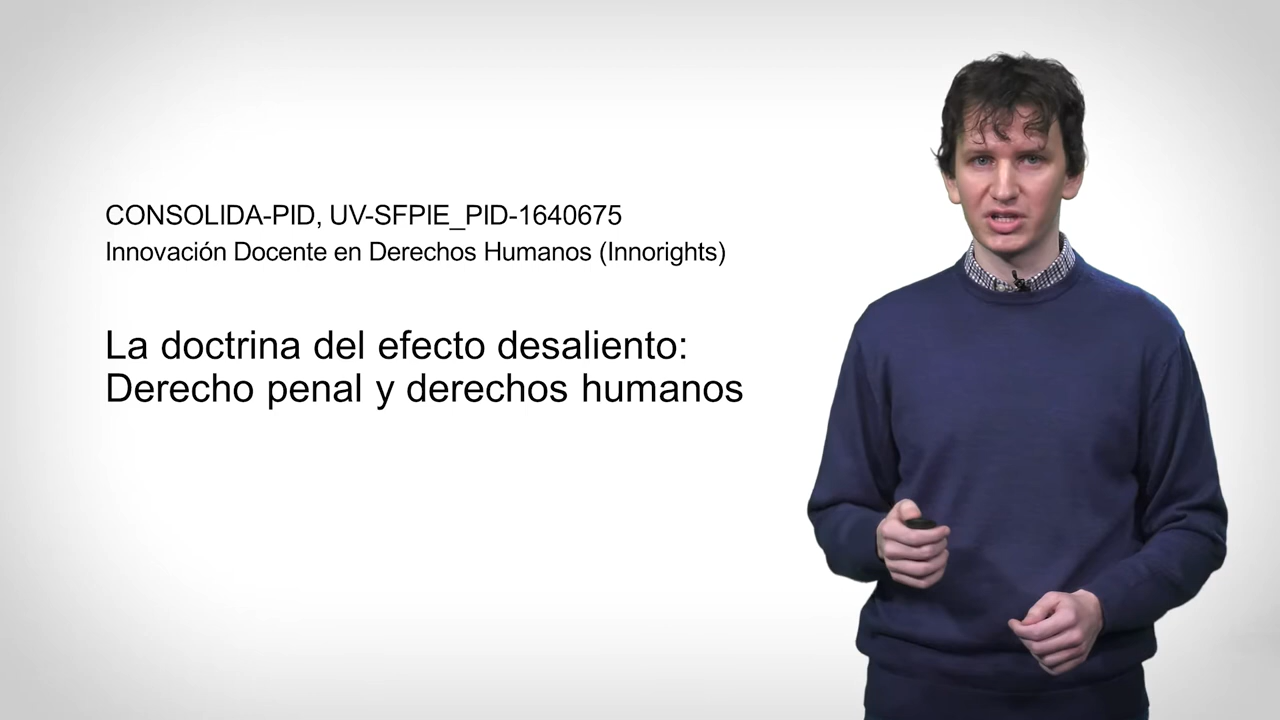 CONSOLIDA-PID, UV-SFPIE_PID-1640675
Innovación Docente en Derechos Humanos (Innorights)
La doctrina del efecto desaliento:
Derecho penal y derechos humanos